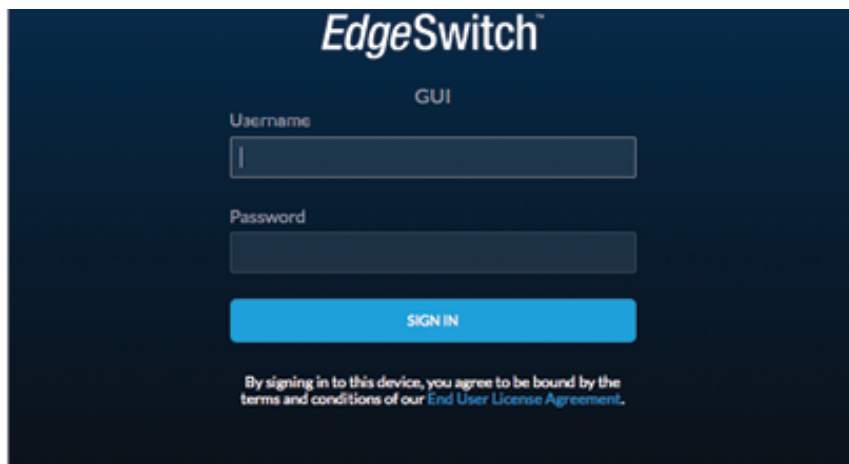 EdgeSwitch™
GUI
Username
Password
SIGN IN
By signing in to this device, you agree to be bound by the
terms and conditions of our End User License Agreement.